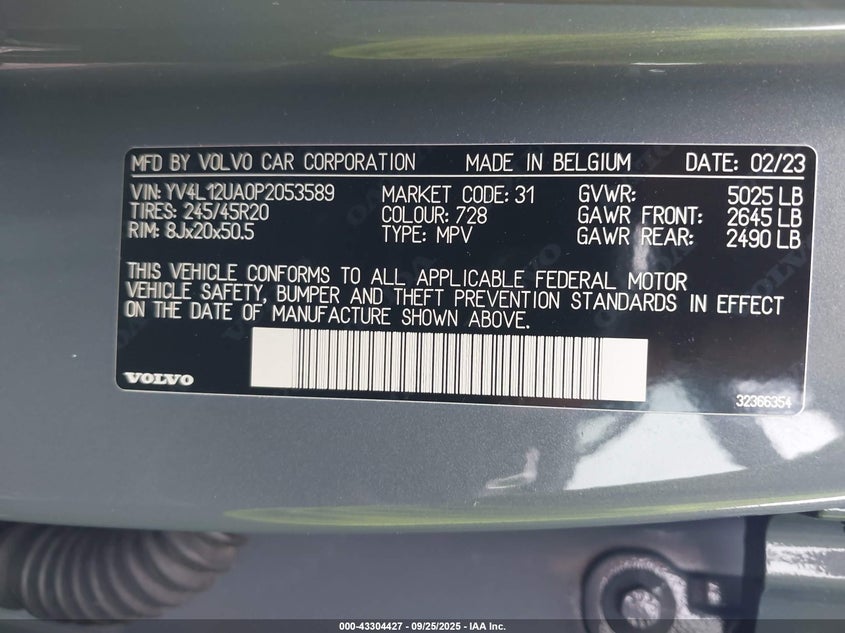 MFD BY VOLVO CAR CORPORATION MADE IN BELGIUM DATE: 02/23
VIN: YV4L12UA0P2053589 MARKET CODE: 31 GVWR: 5025 LB
TIRES: 245/45R20 COLOUR: 728 GAWR FRONT: 2645 LB
RIM: 8Jx20x50.5 TYPE: MPV GAWR REAR: 2490 LB
THIS VEHICLE CONFORMS TO ALL APPLICABLE FEDERAL MOTOR
VEHICLE SAFETY, BUMPER AND THEFT PREVENTION STANDARDS IN EFFECT
ON THE DATE OF MANUFACTURE SHOWN ABOVE.
VOLVO
32366354
000-43304427 - 09/25/2025 - IAA Inc.